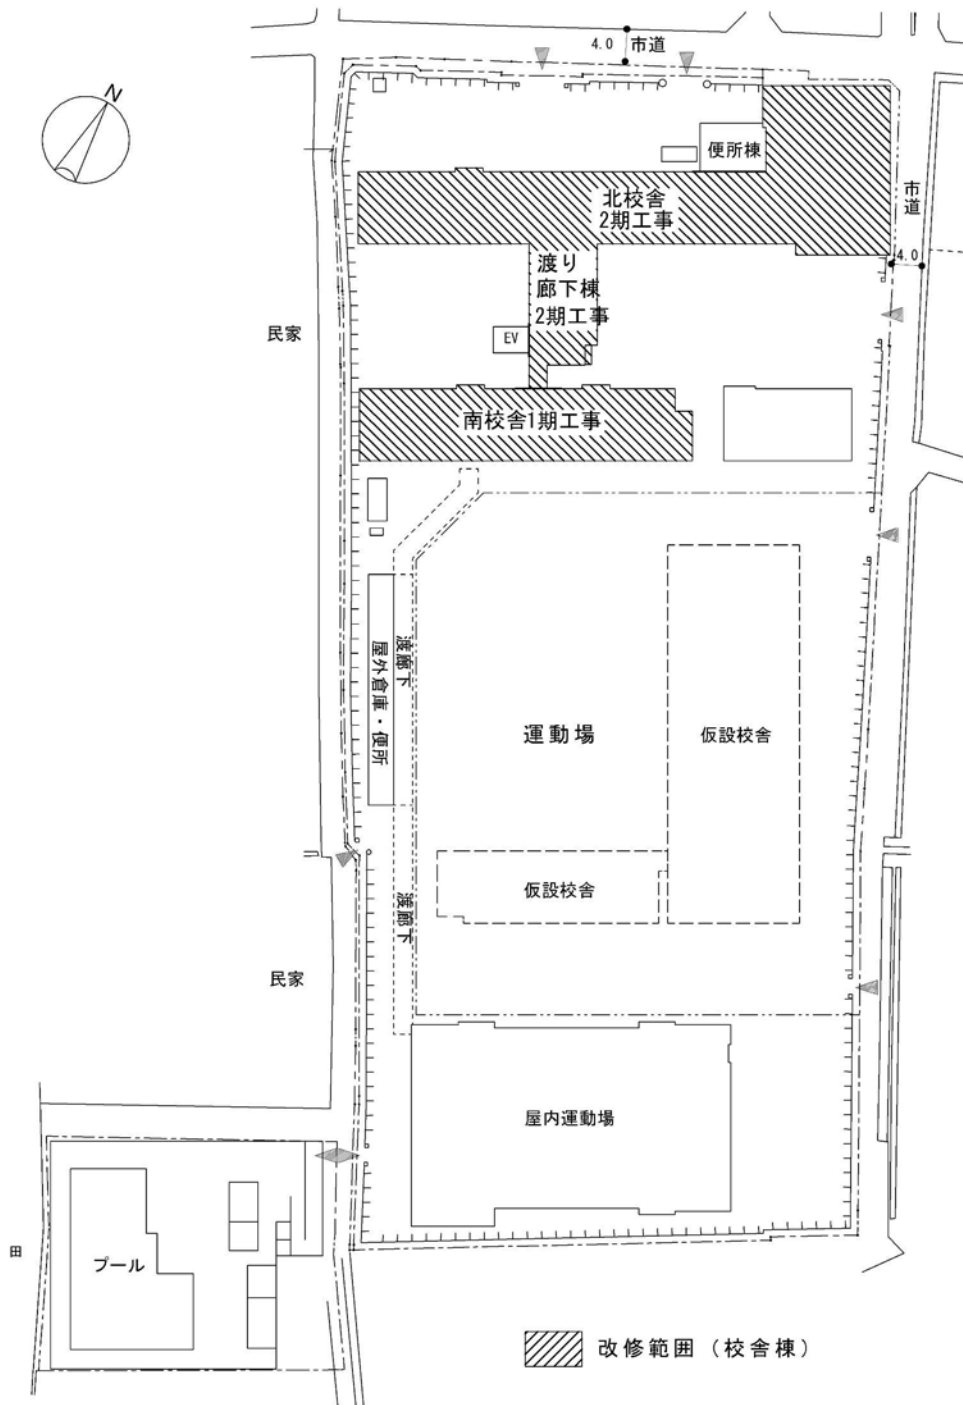 4.0 市道
N
便所棟
北校舎
2期工事
市道
4.0
渡り
廊下棟
2期工事
EV
民家
南校舎1期工事
渡廊下
屋外倉庫・便所
運動場
仮設校舎
仮設校舎
渡廊下
民家
屋内運動場
田
プール
改修範囲（校舎棟）